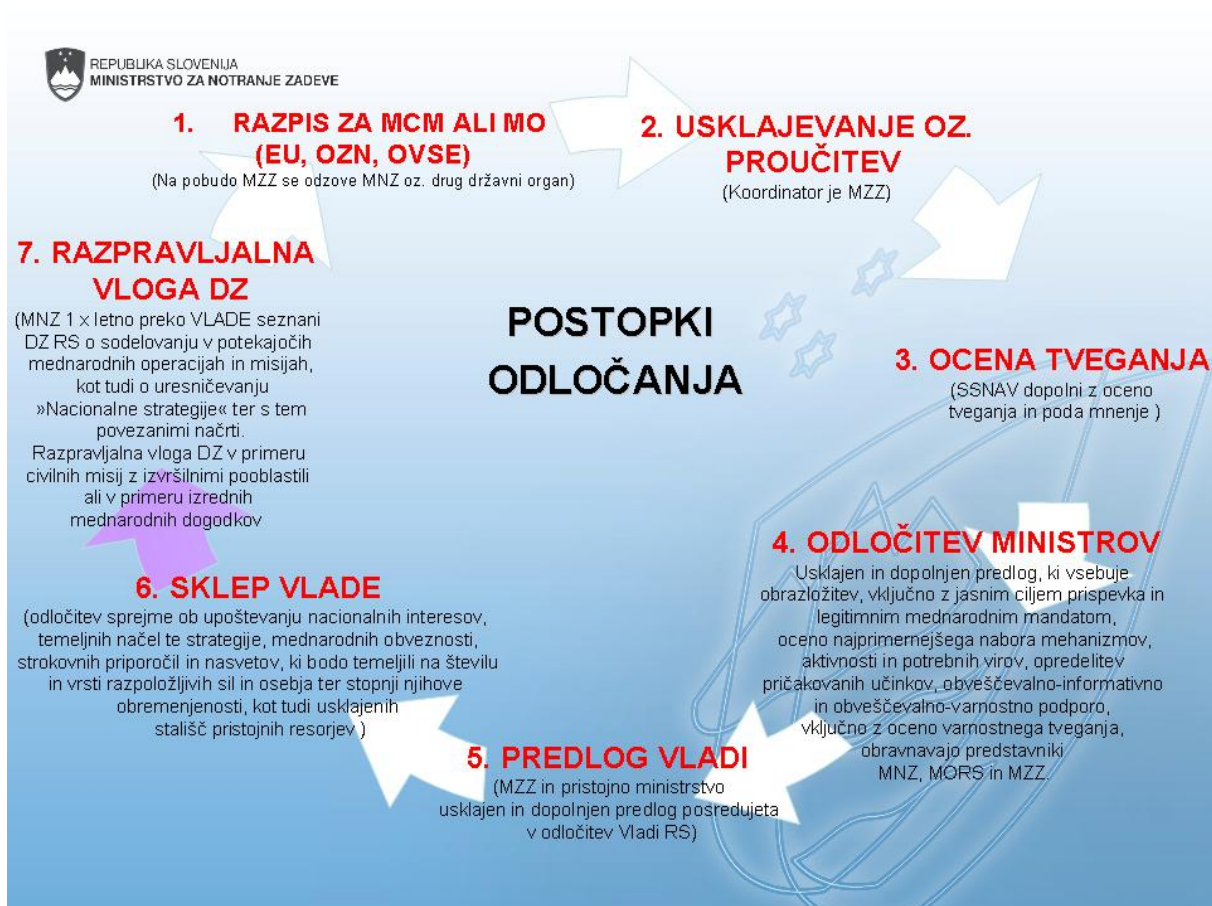 REPUBLIKA SLOVENIJA
MINISTRSTVO ZA NOTRANJE ZADEVE
1. RAZPIS ZA MCM ALI MO
(EU, OZN, OVSE)
(Na pobudo MZZ se odzove MNZ oz. drug državni organ)
2. USKLAJEVANJE OZ.
PROUČITEV
(Koordinator je MZZ)
POSTOPKI
ODLOČANJA
3. OCENA TVEGANJA
(SSNAV dopolni z oceno
tveganja in poda mnenje )
4. ODLOČITEV MINISTROV
Usklajen in dopolnjen predlog, ki vsebuje
obrazložitev, vključno z jasnim ciljem prispevka in
legitimnim mednarodnim mandatom,
oceno najprimernejšega nabora mehanizmov,
aktivnosti in potrebnih virov, opredelitev
pričakovanih učinkov, obveščevalno-informativno
in obveščevalno-varnostno podporo,
vključno z oceno varnostnega tveganja,
obravnavajo predstavniki
MNZ, MORS in MZZ.
5. PREDLOG VLADI
(MZZ in pristojno ministrstvo
usklajen in dopolnjen predlog posredujeta
v odločitev Vladi RS)
6. SKLEP VLADE
(odločitev sprejme ob upoštevanju nacionalnih interesov,
temeljnih načel te strategije, mednarodnih obveznosti,
strokovnih priporočil in nasvetov, ki bodo temeljili na številu
in vrsti razpoložljivih sil in osebja ter stopnji njihove
obremenjenosti, kot tudi usklajenih
stališč pristojnih resorjev )
7. RAZPRAVLJALNA
VLOGA DZ
(MNZ 1 x letno preko VLADE seznani
DZ RS o sodelovanju v potekajočih
mednarodnih operacijah in misijah,
kot tudi o uresničevanju
»Nacionalne strategije« ter s tem
povezanimi načrti.
Razpravljalna vloga DZ v primeru
civilnih misij z izvršilnimi pooblastili
ali v primeru izrednih
mednarodnih dogodkov